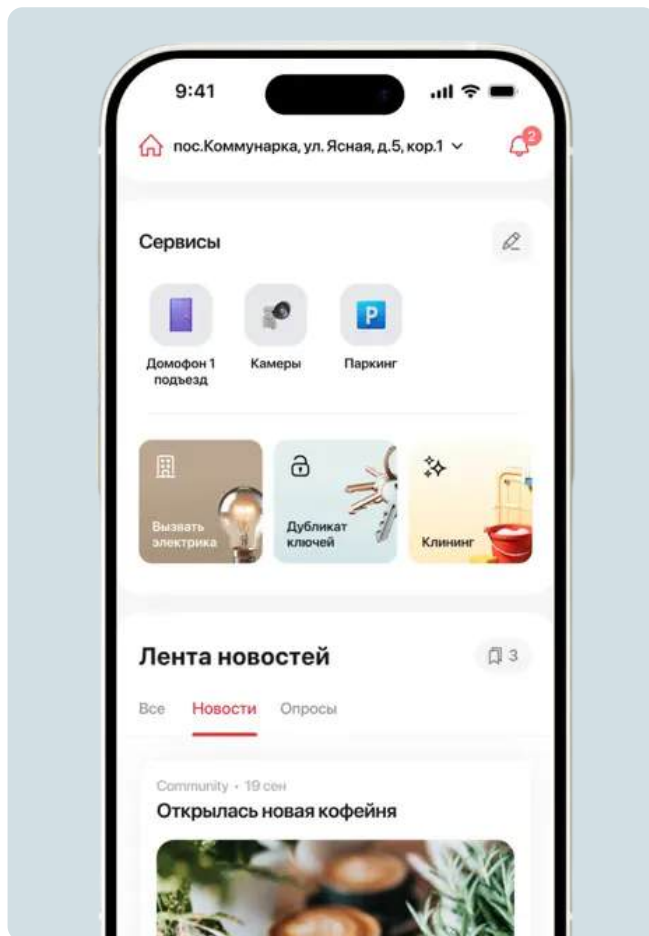 9:41
пос.Коммунарка, ул. Ясная, д.5, кор.1
2
Сервисы
P
Домофон 1
подъезд
Камеры
Паркинг
Вызвать
электрика
Дубликат
ключей
Клининг
Лента новостей
3
Все Новости Опросы
Community • 19 сен
Открылась новая кофейня